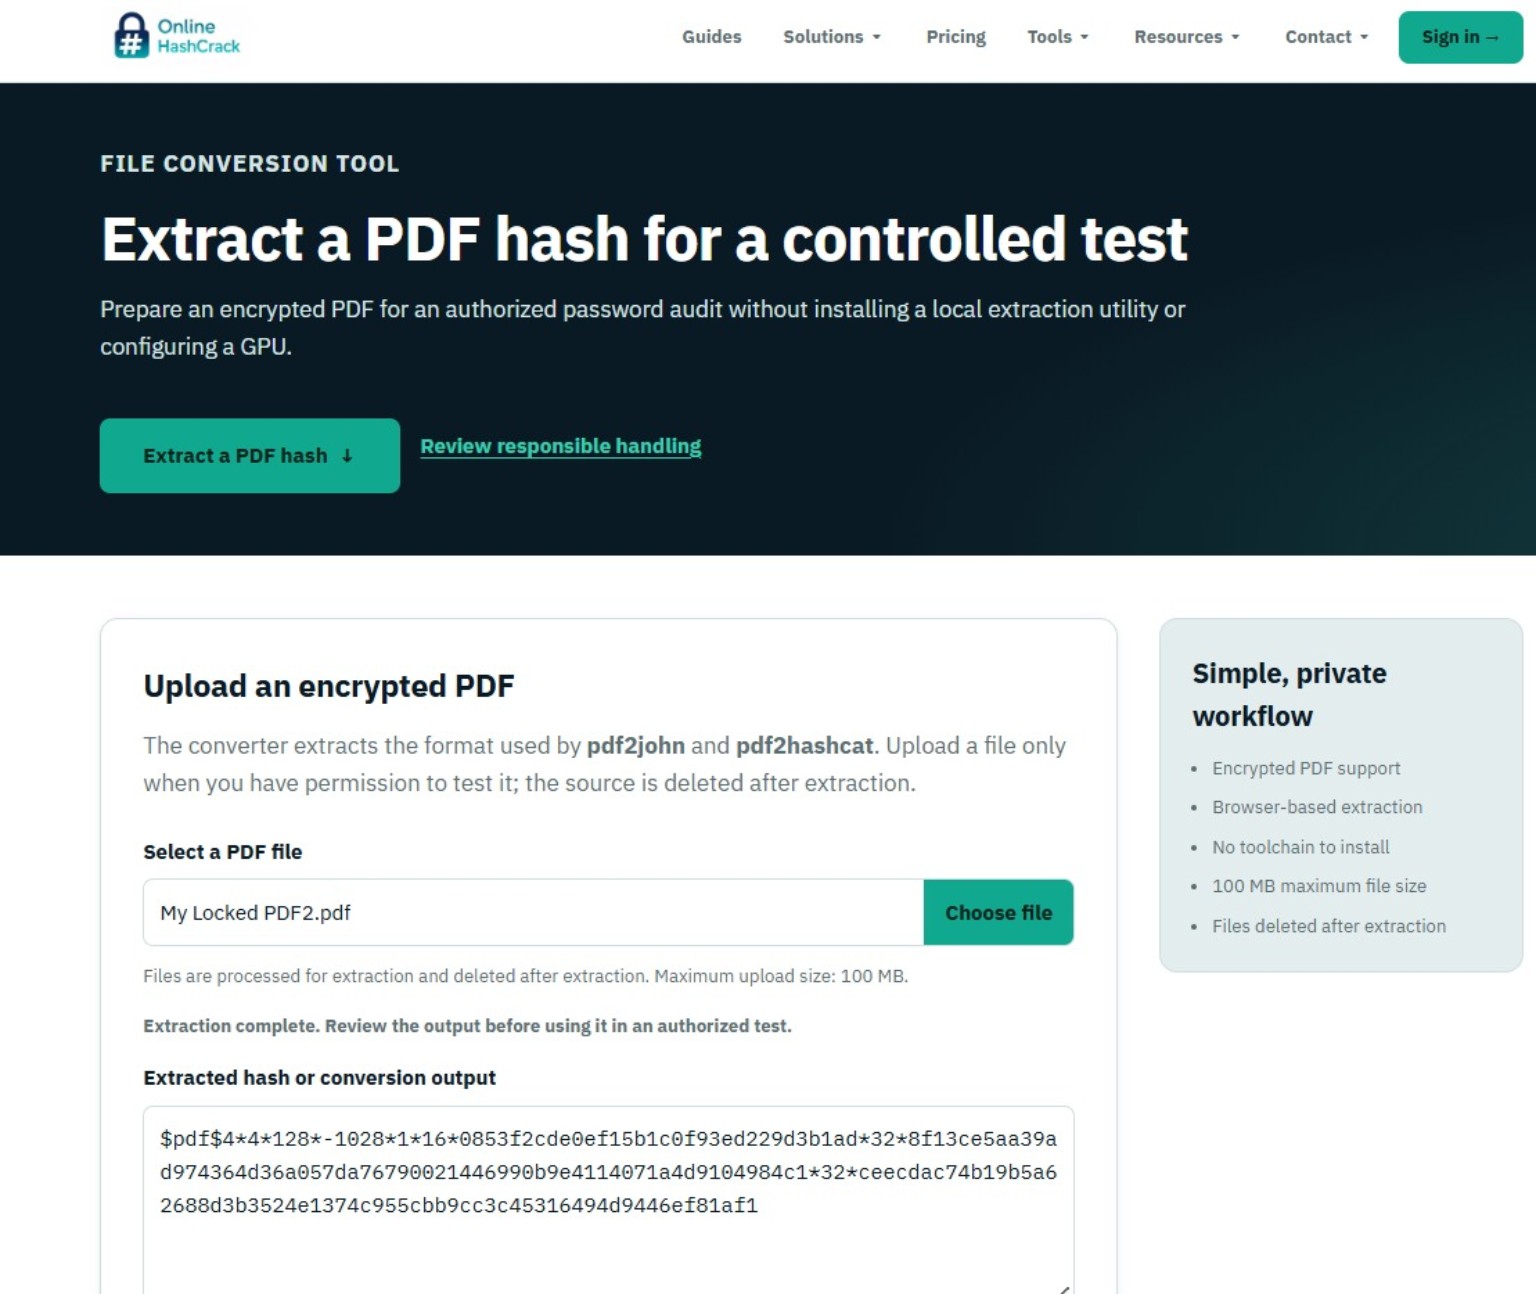 Online
HashCrack
Guides
Solutions
Pricing
Tools
Resources
Contact
Sign in →
FILE CONVERSION TOOL
Extract a PDF hash for a controlled test
Prepare an encrypted PDF for an authorized password audit without installing a local extraction utility or
configuring a GPU.
Extract a PDF hash ↓
Review responsible handling
Upload an encrypted PDF
The converter extracts the format used by pdf2john and pdf2hashcat. Upload a file only
when you have permission to test it; the source is deleted after extraction.
Select a PDF file
My Locked PDF2.pdf
Choose file
Files are processed for extraction and deleted after extraction. Maximum upload size: 100 MB.
Extraction complete. Review the output before using it in an authorized test.
Extracted hash or conversion output
$pdf$4*4*128*-1028*1*16*0853f2cde0ef15b1c0f93ed229d3b1ad*32*8f13ce5aa39a
d974364d36a057da76790021446990b9e4114071a4d9104984c1*32*ceecdac74b19b5a6
2688d3b3524e1374c955cbb9cc3c45316494d9446ef81af1
Simple, private
workflow
• Encrypted PDF support
• Browser-based extraction
• No toolchain to install
• 100 MB maximum file size
• Files deleted after extraction